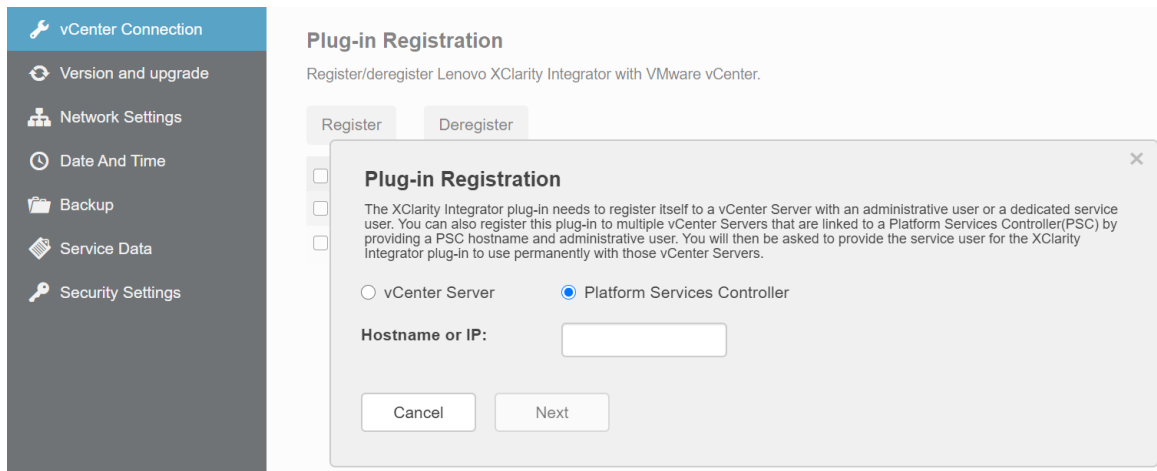 vCenter Connection
Version and upgrade
Network Settings
Date And Time
Backup
Service Data
Security Settings
Plug-in Registration
Register/deregister Lenovo XClarity Integrator with VMware vCenter.
Register Deregister
Plug-in Registration
The XClarity Integrator plug-in needs to register itself to a vCenter Server with an administrative user or a dedicated service
user. You can also register this plug-in to multiple vCenter Servers that are linked to a Platform Services Controller(PSC) by
providing a PSC hostname and administrative user. You will then be asked to provide the service user for the XClarity
Integrator plug-in to use permanently with those vCenter Servers.
vCenter Server Platform Services Controller
Hostname or IP:
Cancel Next